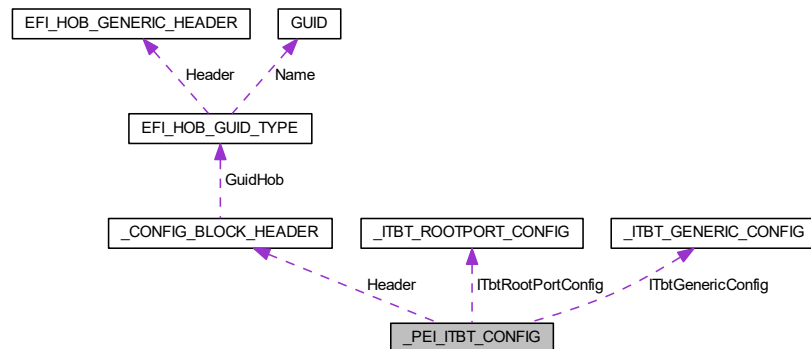 EFI_HOB_GENERIC_HEADER
GUID
Header
Name
EFI_HOB_GUID_TYPE
GuidHob
_CONFIG_BLOCK_HEADER
_ITBT_ROOTPORT_CONFIG
_ITBT_GENERIC_CONFIG
Header
ITbtRootPortConfig
ITbtGenericConfig
_PEI_ITBT_CONFIG